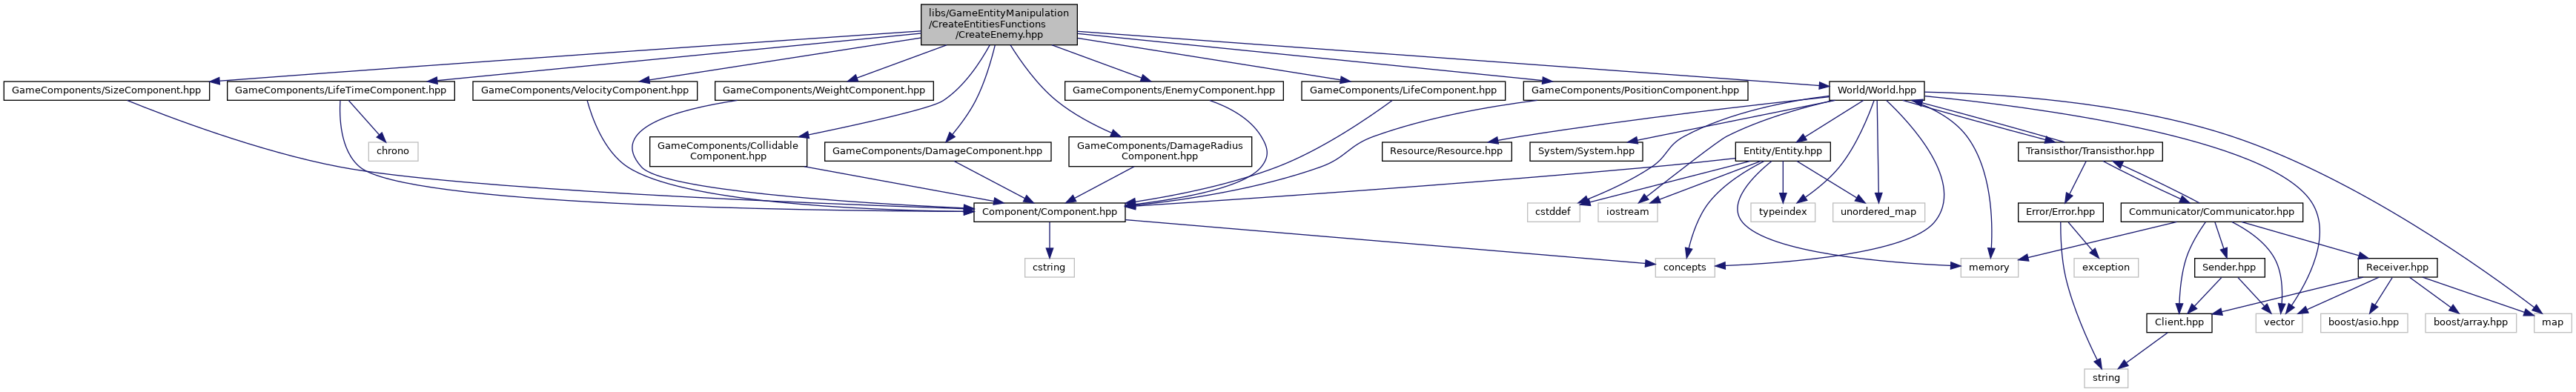 libs/GameEntityManipulation
/CreateEntitiesFunctions
/CreateEnemy.hpp
GameComponents/SizeComponent.hpp
GameComponents/LifeTimeComponent.hpp
GameComponents/VelocityComponent.hpp
GameComponents/WeightComponent.hpp
GameComponents/EnemyComponent.hpp
GameComponents/LifeComponent.hpp
GameComponents/PositionComponent.hpp
World/World.hpp
chrono
GameComponents/Collidable
Component.hpp
GameComponents/DamageComponent.hpp
GameComponents/DamageRadius
Component.hpp
Resource/Resource.hpp
System/System.hpp
Entity/Entity.hpp
Transisthor/Transisthor.hpp
Component/Component.hpp
cstddef
iostream
typeindex
unordered_map
Error/Error.hpp
Communicator/Communicator.hpp
cstring
concepts
memory
exception
Sender.hpp
Receiver.hpp
Client.hpp
vector
boost/asio.hpp
boost/array.hpp
map
string